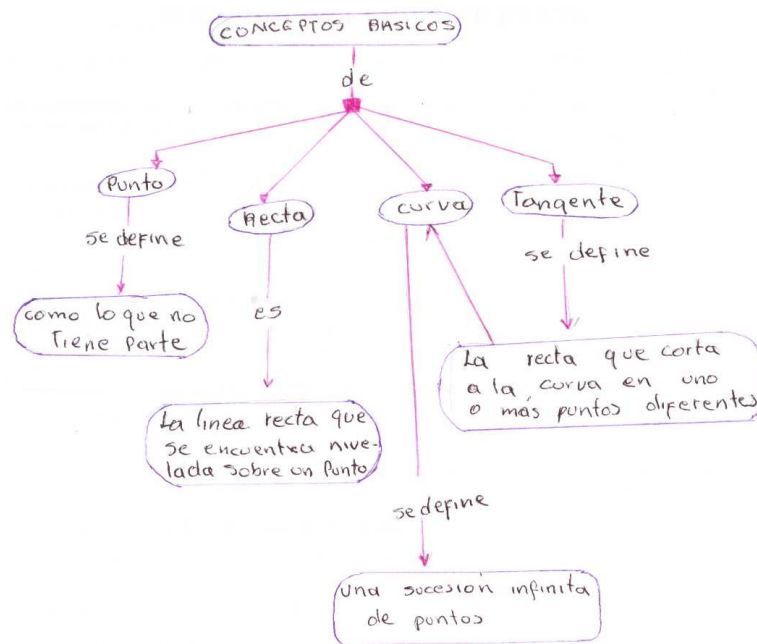 CONCEPTOS BASICOS
de
Punto
Recta
curva
Tangente
se define
es
se define
como lo que no
Tiene Parte
La linea recta que
se encuentra nive-
lada sobre un Punto
La recta que corta
a la curva en uno
o más puntos diferentes
se define
una sucesión infinita
de puntos